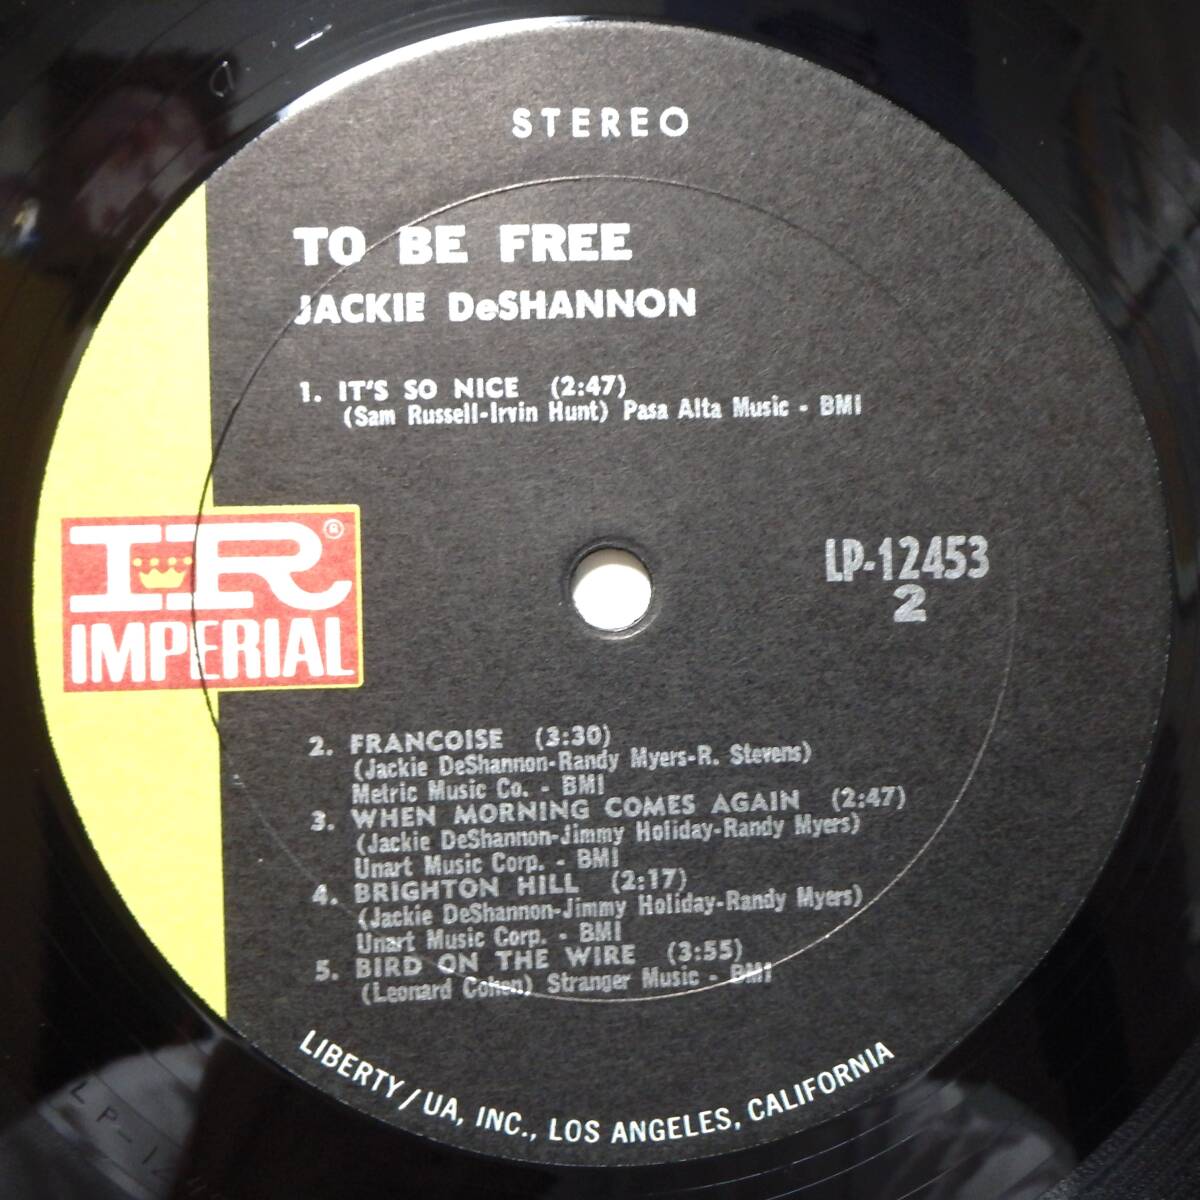 STEREO
TO BE FREE
JACKIE DeSHANNON
1. IT'S SO NICE (2:47)
(Sam Russell-Irvin Hunt) Pasa Alta Music - BMI
IR ®
IMPERIAL
LP-12453
2
2. FRANCOISE (3:30)
(Jackie DeShannon-Randy Myers-R. Stevens)
Metric Music Co. - BMI
3. WHEN MORNING COMES AGAIN (2:47)
(Jackie DeShannon-Jimmy Holiday-Randy Myers)
Unart Music Corp. - BMI
4. BRIGHTON HILL (2:17)
(Jackie DeShannon-Jimmy Holiday-Randy Myers)
Unart Music Corp. - BMI
5. BIRD ON THE WIRE (3:55)
(Leonard Cohen) Stranger Music - BMI
LIBERTY/UA, INC., LOS ANGELES, CALIFORNIA